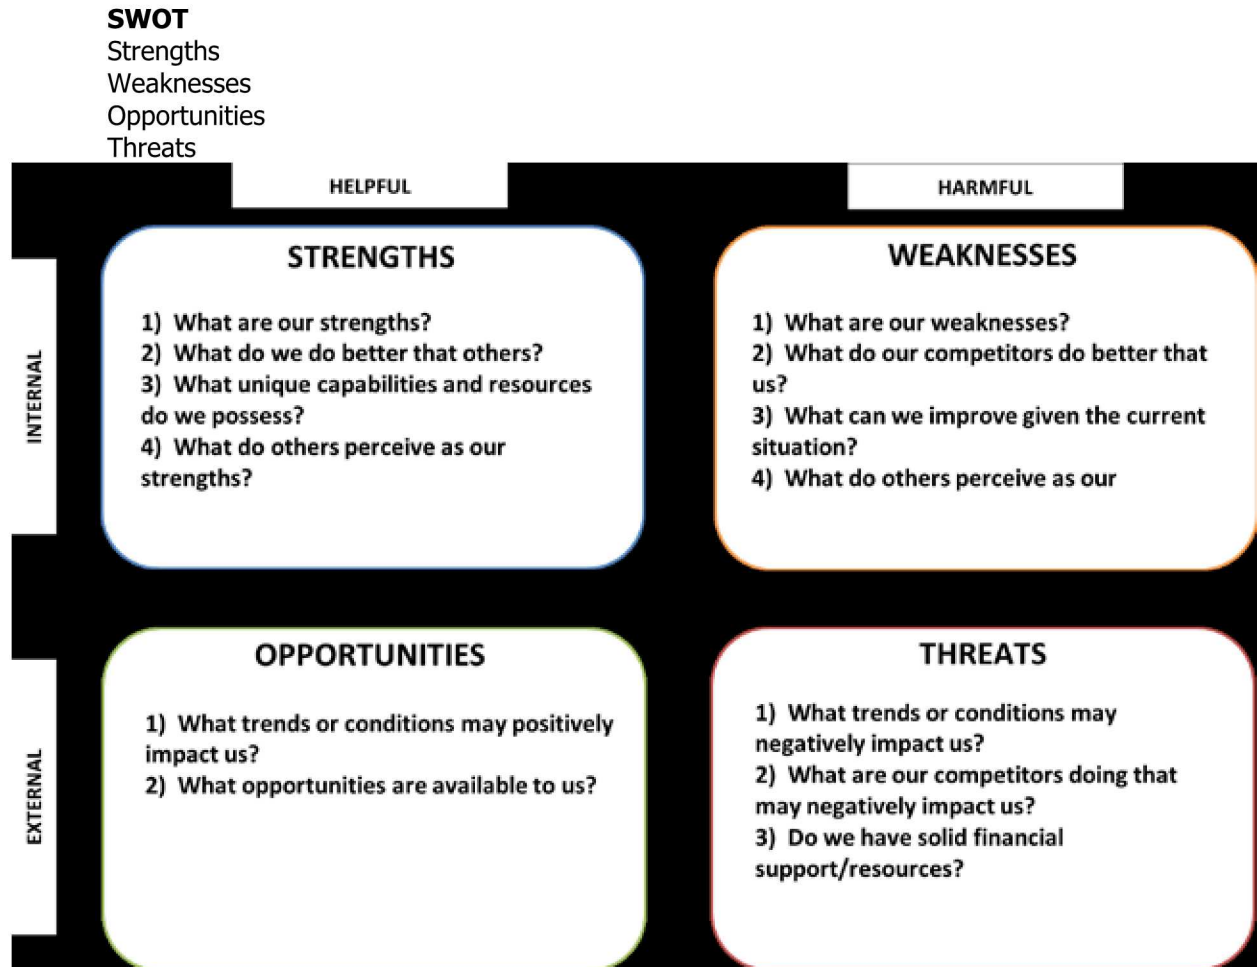 SWOT
Strengths
Weaknesses
Opportunities
Threats
HELPFUL
HARMFUL
INTERNAL
STRENGTHS
1) What are our strengths?
2) What do we do better that others?
3) What unique capabilities and resources
do we possess?
4) What do others perceive as our
strengths?
WEAKNESSES
1) What are our weaknesses?
2) What do our competitors do better that
us?
3) What can we improve given the current
situation?
4) What do others perceive as our
EXTERNAL
OPPORTUNITIES
1) What trends or conditions may positively
impact us?
2) What opportunities are available to us?
THREATS
1) What trends or conditions may
negatively impact us?
2) What are our competitors doing that
may negatively impact us?
3) Do we have solid financial
support/resources?